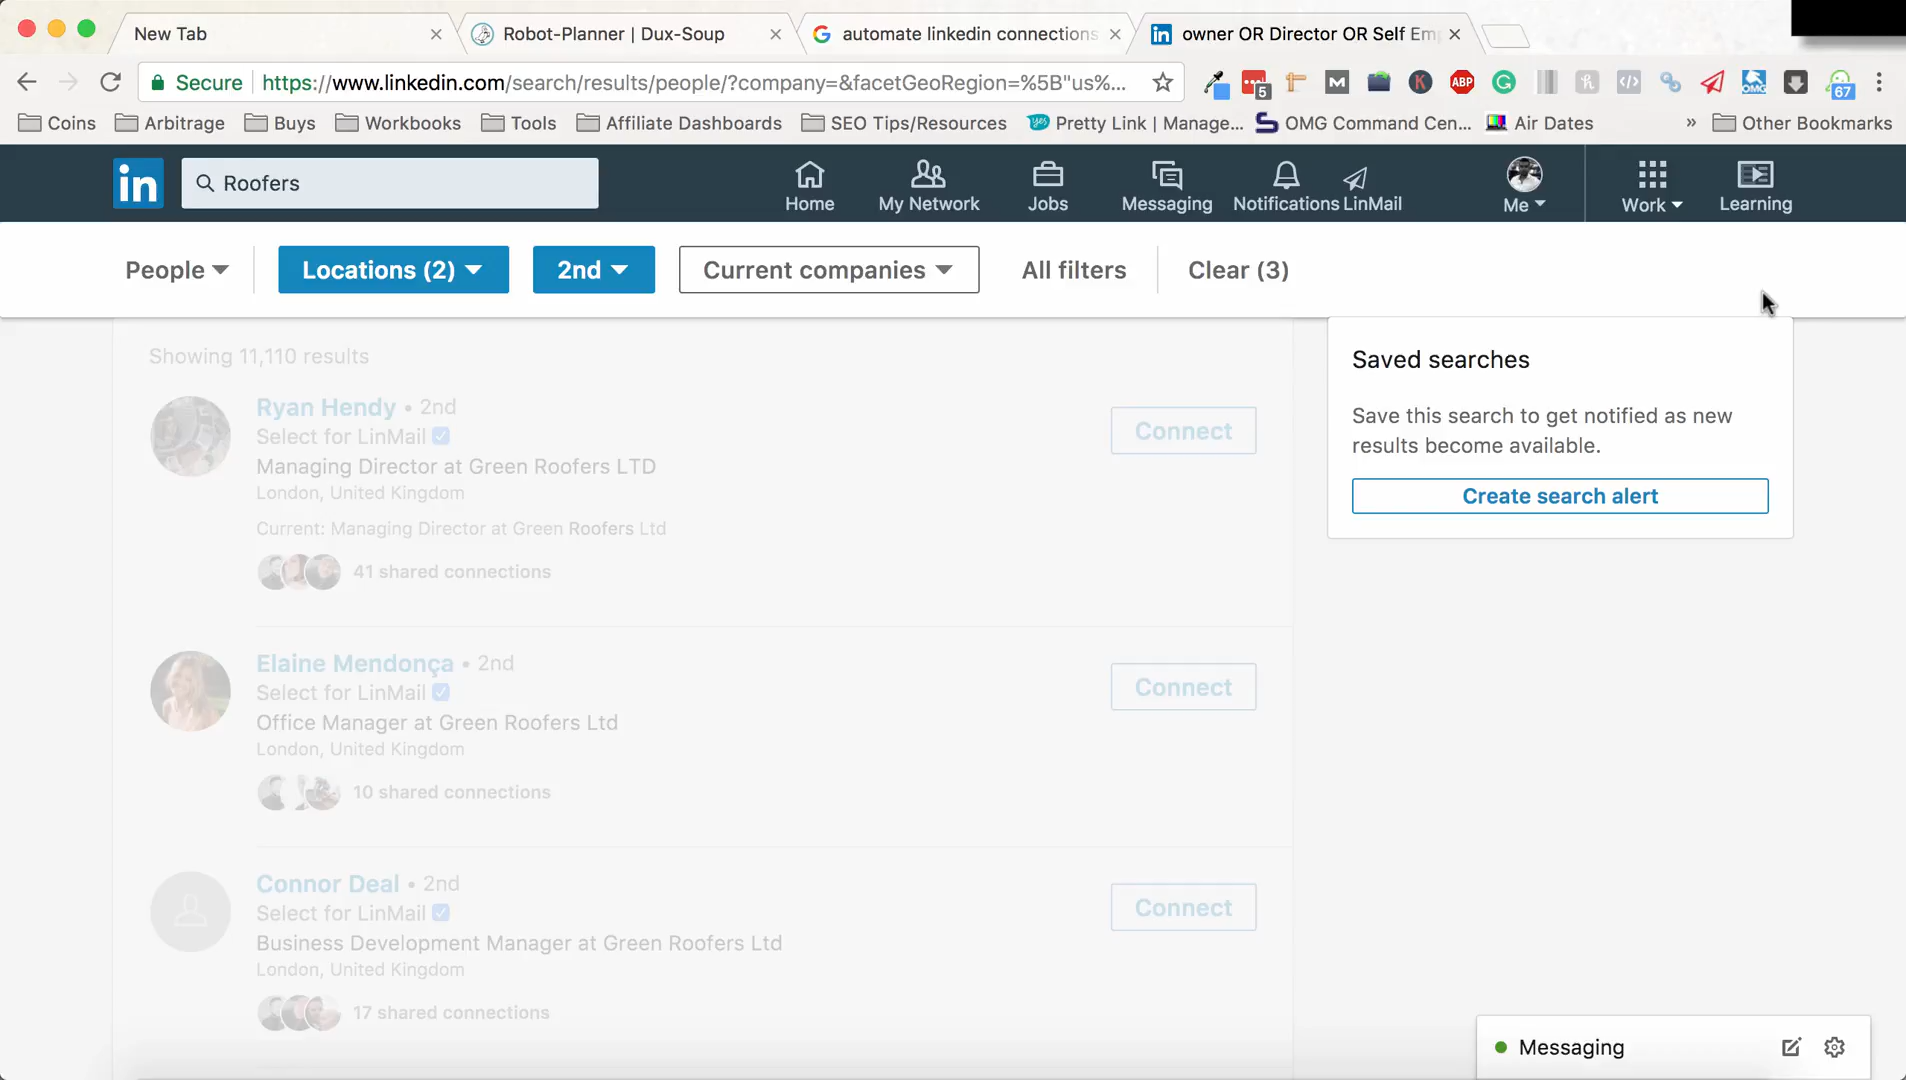 New Tab
Robot-Planner | Dux-Soup
automate linkedin connections
owner OR Director OR Self Em
Secure
https://www.linkedin.com/search/results/people/?company=&facetGeoRegion=%5B"us%...
5
ABP
OMG
67
Coins
Arbitrage
Buys
Workbooks
Tools
Affiliate Dashboards
SEO Tips/Resources
yes
Pretty Link | Manage...
OMG Command Cen...
Air Dates
»
Other Bookmarks
in
Roofers
Home
My Network
Jobs
Messaging
Notifications
LinMail
Me
Work
Learning
People
Locations (2)
2nd
Current companies
All filters
Clear (3)
Showing 11,110 results
Ryan Hendy • 2nd
Select for LinMail
Managing Director at Green Roofers LTD
London, United Kingdom
Current: Managing Director at Green Roofers Ltd
41 shared connections
Connect
Elaine Mendonça • 2nd
Select for LinMail
Office Manager at Green Roofers Ltd
London, United Kingdom
10 shared connections
Connect
Connor Deal • 2nd
Select for LinMail
Business Development Manager at Green Roofers Ltd
London, United Kingdom
17 shared connections
Connect
Saved searches
Save this search to get notified as new
results become available.
Create search alert
Messaging